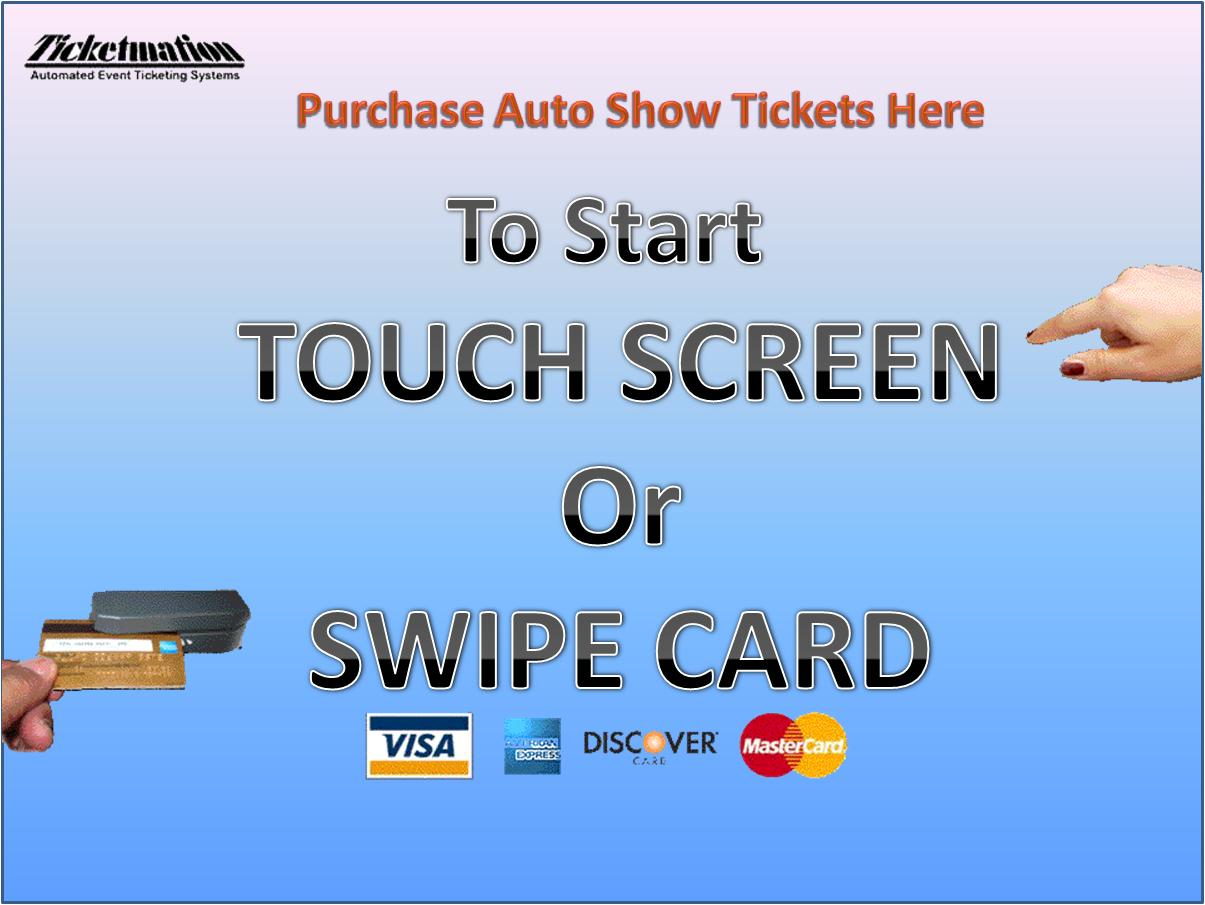 Ticketmation
Automated Event Ticketing Systems
Purchase Auto Show Tickets Here
To Start
TOUCH SCREEN
Or
SWIPE CARD
VISA
AMERICAN
EXPRESS
DISCOVER
CARD
MasterCard